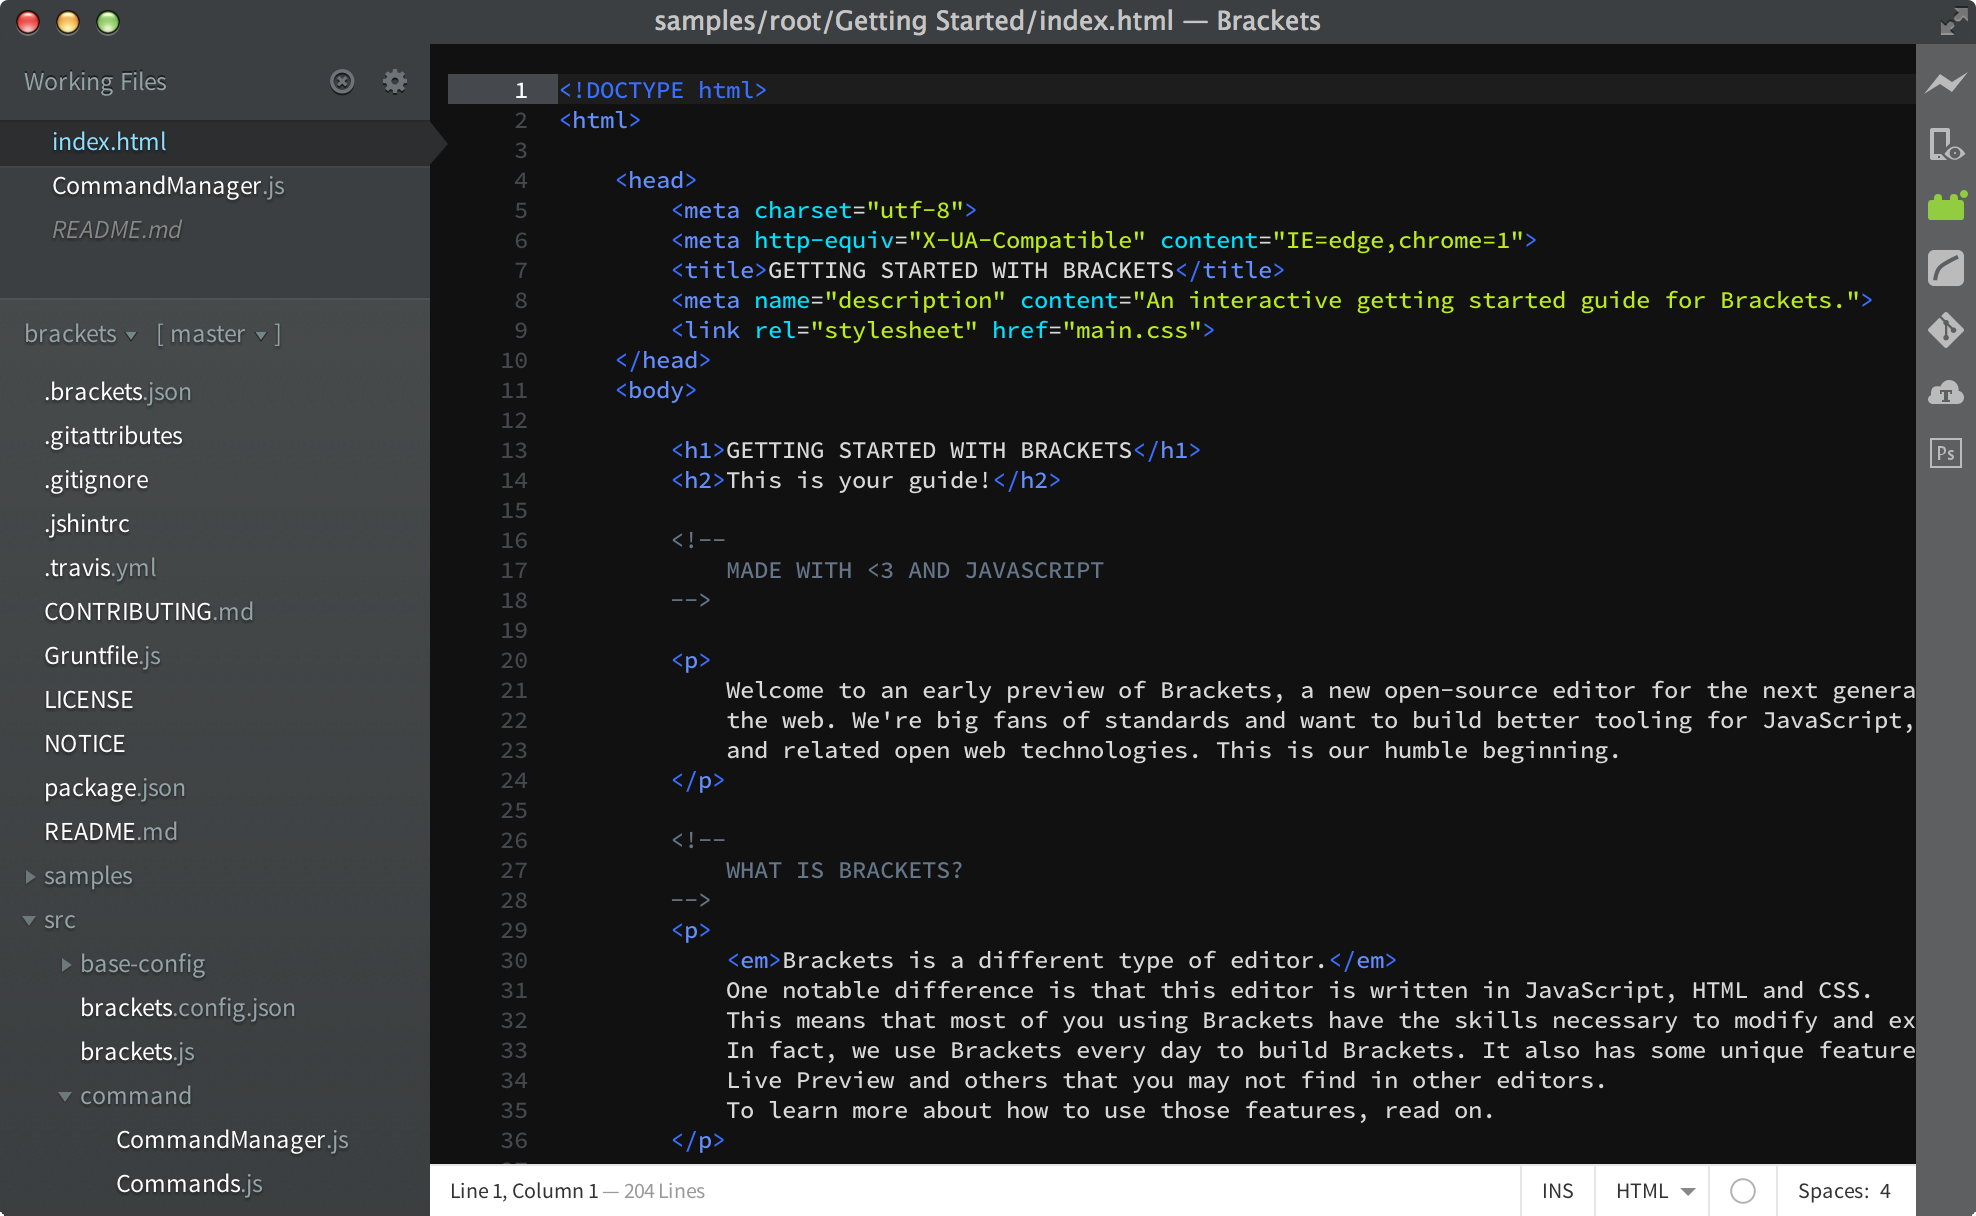 samples/root/Getting Started/index.html — Brackets
Working Files
index.html
CommandManager.js
README.md
brackets [ master ]
.brackets.json
.gitattributes
.gitignore
.jshintrc
.travis.yml
CONTRIBUTING.md
Gruntfile.js
LICENSE
NOTICE
package.json
README.md
samples
src
base-config
brackets.config.json
brackets.js
command
CommandManager.js
Commands.js
1 <!DOCTYPE html>
2 <html>
3
4 <head>
5 <meta charset="utf-8">
6 <meta http-equiv="X-UA-Compatible" content="IE=edge,chrome=1">
7 <title>GETTING STARTED WITH BRACKETS</title>
8 <meta name="description" content="An interactive getting started guide for Brackets.">
9 <link rel="stylesheet" href="main.css">
10 </head>
11 <body>
12
13 <h1>GETTING STARTED WITH BRACKETS</h1>
14 <h2>This is your guide!</h2>
15
16 <!--
17 MADE WITH <3 AND JAVASCRIPT
18 -->
19
20 <p>
21 Welcome to an early preview of Brackets, a new open-source editor for the next genera
22 the web. We're big fans of standards and want to build better tooling for JavaScript,
23 and related open web technologies. This is our humble beginning.
24 </p>
25
26 <!--
27 WHAT IS BRACKETS?
28 -->
29 <p>
30 <em>Brackets is a different type of editor.</em>
31 One notable difference is that this editor is written in JavaScript, HTML and CSS.
32 This means that most of you using Brackets have the skills necessary to modify and ex
33 In fact, we use Brackets every day to build Brackets. It also has some unique feature
34 Live Preview and others that you may not find in other editors.
35 To learn more about how to use those features, read on.
36 </p>
T
Ps
Line 1, Column 1 — 204 Lines
INS HTML Spaces: 4